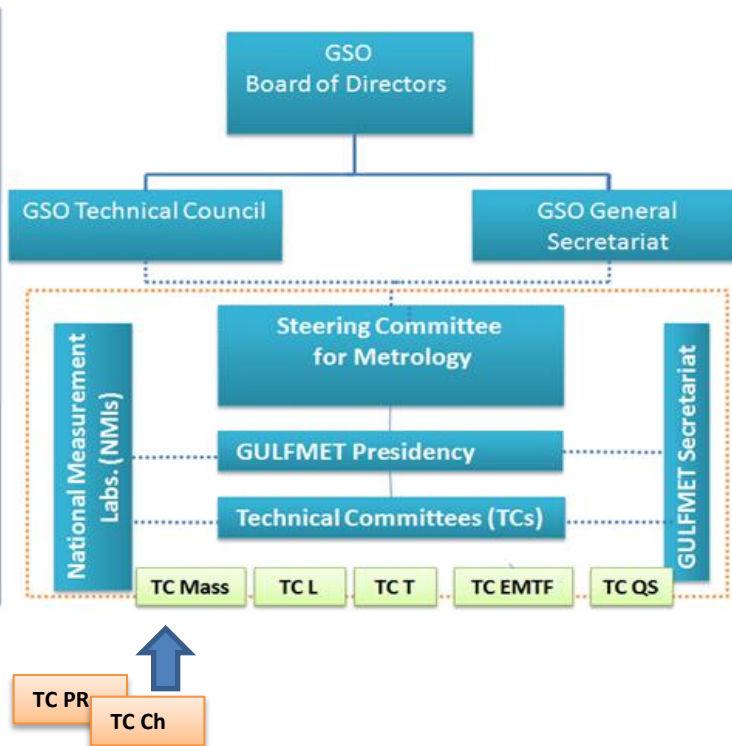 GSO
Board of Directors
GSO Technical Council
GSO General
Secretariat
Steering Committee
for Metrology
National Measurement
Labs. (NMIs)
GULFMET Secretariat
GULFMET Presidency
Technical Committees (TCs)
TC Mass
TC L
TC T
TC EMTF
TC QS
TC PR
TC Ch